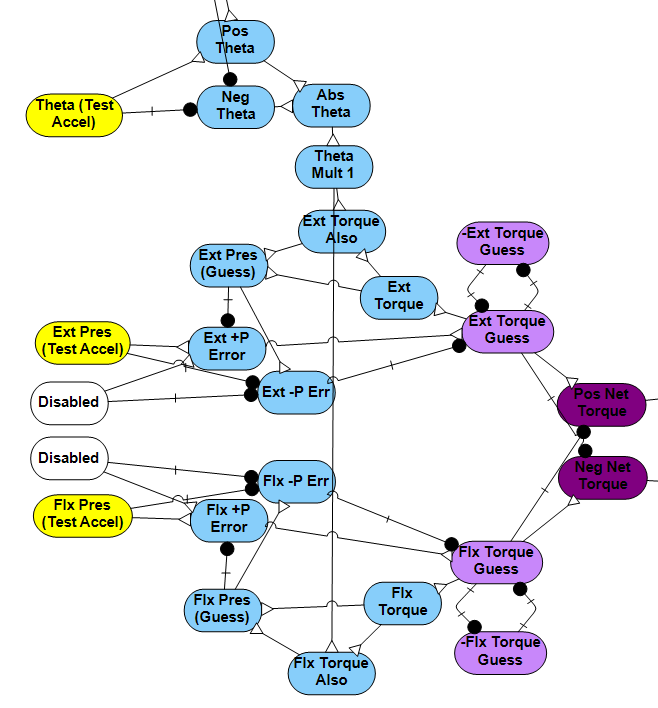 Pos
Theta
Theta (Test
Accel)
Neg
Theta
Abs
Theta
Theta
Mult 1
Ext Torque
Also
-Ext Torque
Guess
Ext Pres
(Guess)
Ext
Torque
Ext Torque
Guess
Ext Pres
(Test Accel)
Ext +P
Error
Ext -P Err
Disabled
Pos Net
Torque
Disabled
Neg Net
Torque
Flx -P Err
Flx Pres
(Test Accel)
Flx +P
Error
Flx Torque
Guess
Flx Pres
(Guess)
Flx
Torque
-Flx Torque
Guess
Flx Torque
Also